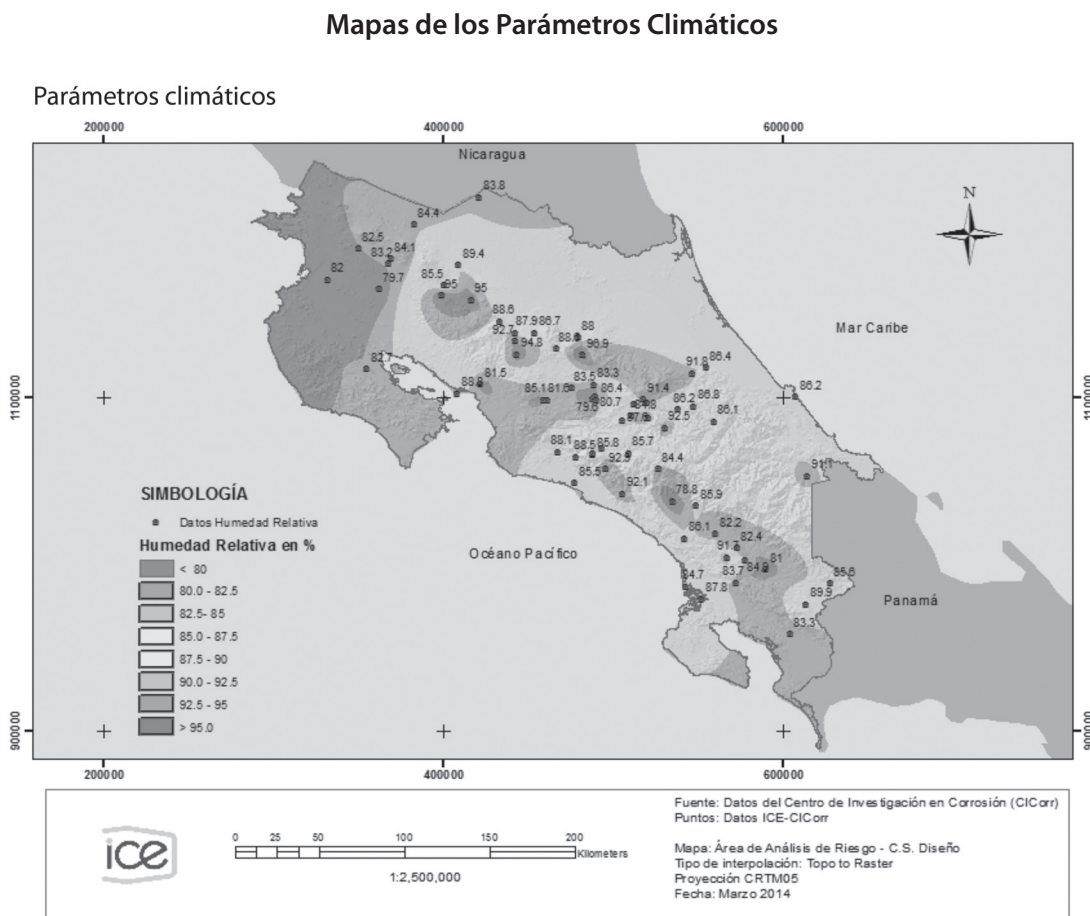 Mapas de los Parámetros Climáticos
Parámetros climáticos
200000 400000 600000
Nicaragua
83.8
N
84.4
82.5
84.1
83.2
89.4
82
79.7
85.5
95
95
Mar Caribe
88.6
87.9
86.7
88
92.7
94.8
96.9
82.7
81.5
83.5
83.3
91.8
86.4
86.2
1100000
1100000
85.1
81.6
86.4
91.4
79.6
80.7
86.2
86.8
92.5
86.1
88.1
88.5
85.8
85.7
92.9
84.4
91.1
85.5
92.1
78.8
85.9
SIMBOLOGÍA
Datos Humedad Relativa
Humedad Relativa en %
< 80
80.0 - 82.5
82.5- 85
85.0 - 87.5
87.5 - 90
90.0 - 92.5
92.5 - 95
> 95.0
Océano Pacífico
86.1
82.2
82.4
91.7
81
84.9
83.7
84.7
87.8
85.6
89.9
83.3
Panamá
900000
900000
200000 400000 600000
ice
0 25 50 100 150 200
Kilometers
1:2,500,000
Fuente: Datos del Centro de Investigación en Corrosión (CICorr)
Puntos: Datos ICE-CICorr
Mapa: Área de Análisis de Riesgo - C.S. Diseño
Tipo de interpolación: Topo to Raster
Proyección CRTM05
Fecha: Marzo 2014